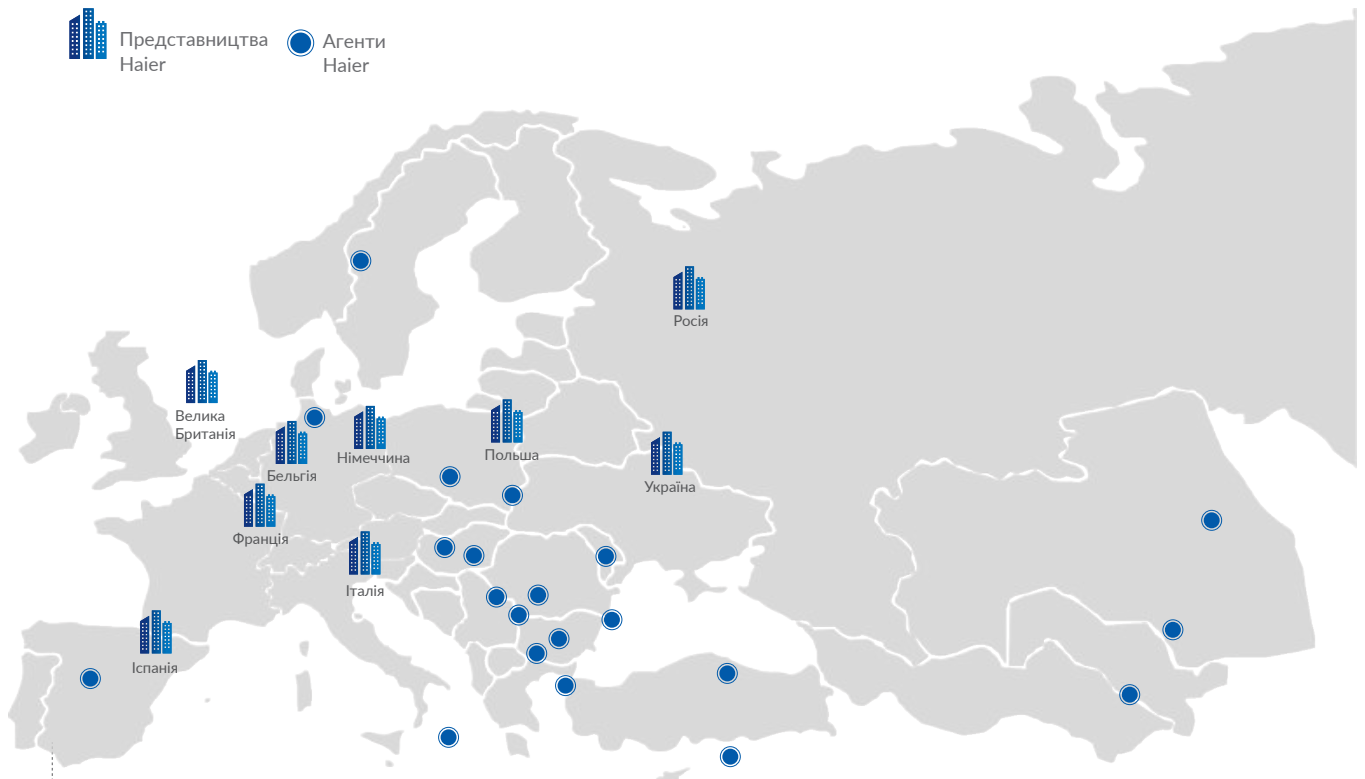 Представництва
Haier
Агенти
Haier
Росія
Велика
Британія
Бельгія
Німеччина
Польша
Україна
Франція
Італія
Іспанія